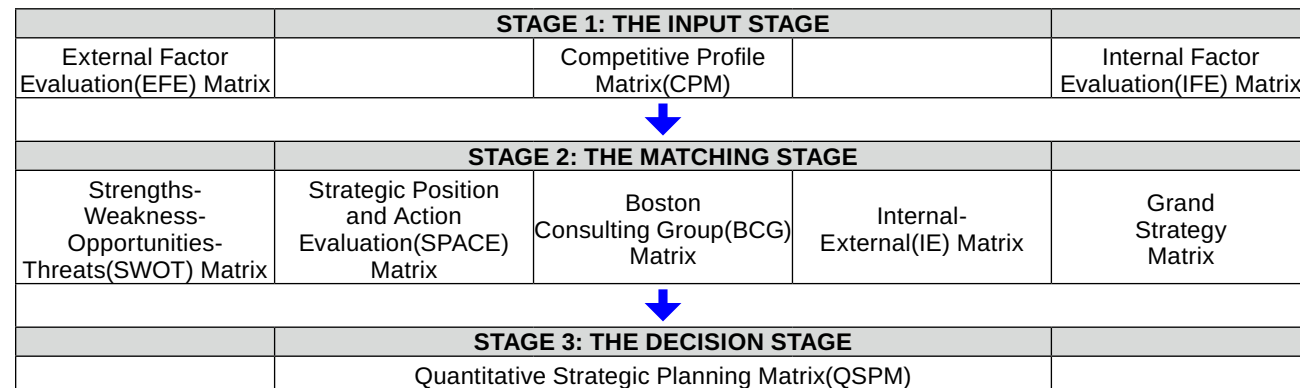 STAGE 1: THE INPUT STAGE
External Factor
Evaluation(EFE) Matrix
Competitive Profile
Matrix(CPM)
Internal Factor
Evaluation(IFE) Matrix
STAGE 2: THE MATCHING STAGE
Strengths-
Weakness-
Opportunities-
Threats(SWOT) Matrix
Strategic Position
and Action
Evaluation(SPACE)
Matrix
Boston
Consulting Group(BCG)
Matrix
Internal-
External(IE) Matrix
Grand
Strategy
Matrix
STAGE 3: THE DECISION STAGE
Quantitative Strategic Planning Matrix(QSPM)